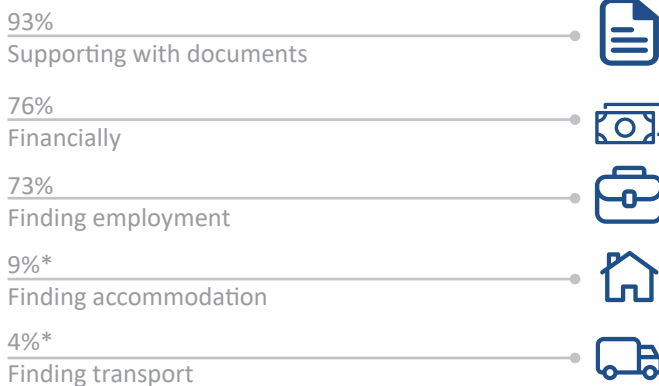 93%
Supporting with documents
76%
Financially
73%
Finding employment
9%*
Finding accommodation
4%*
Finding transport